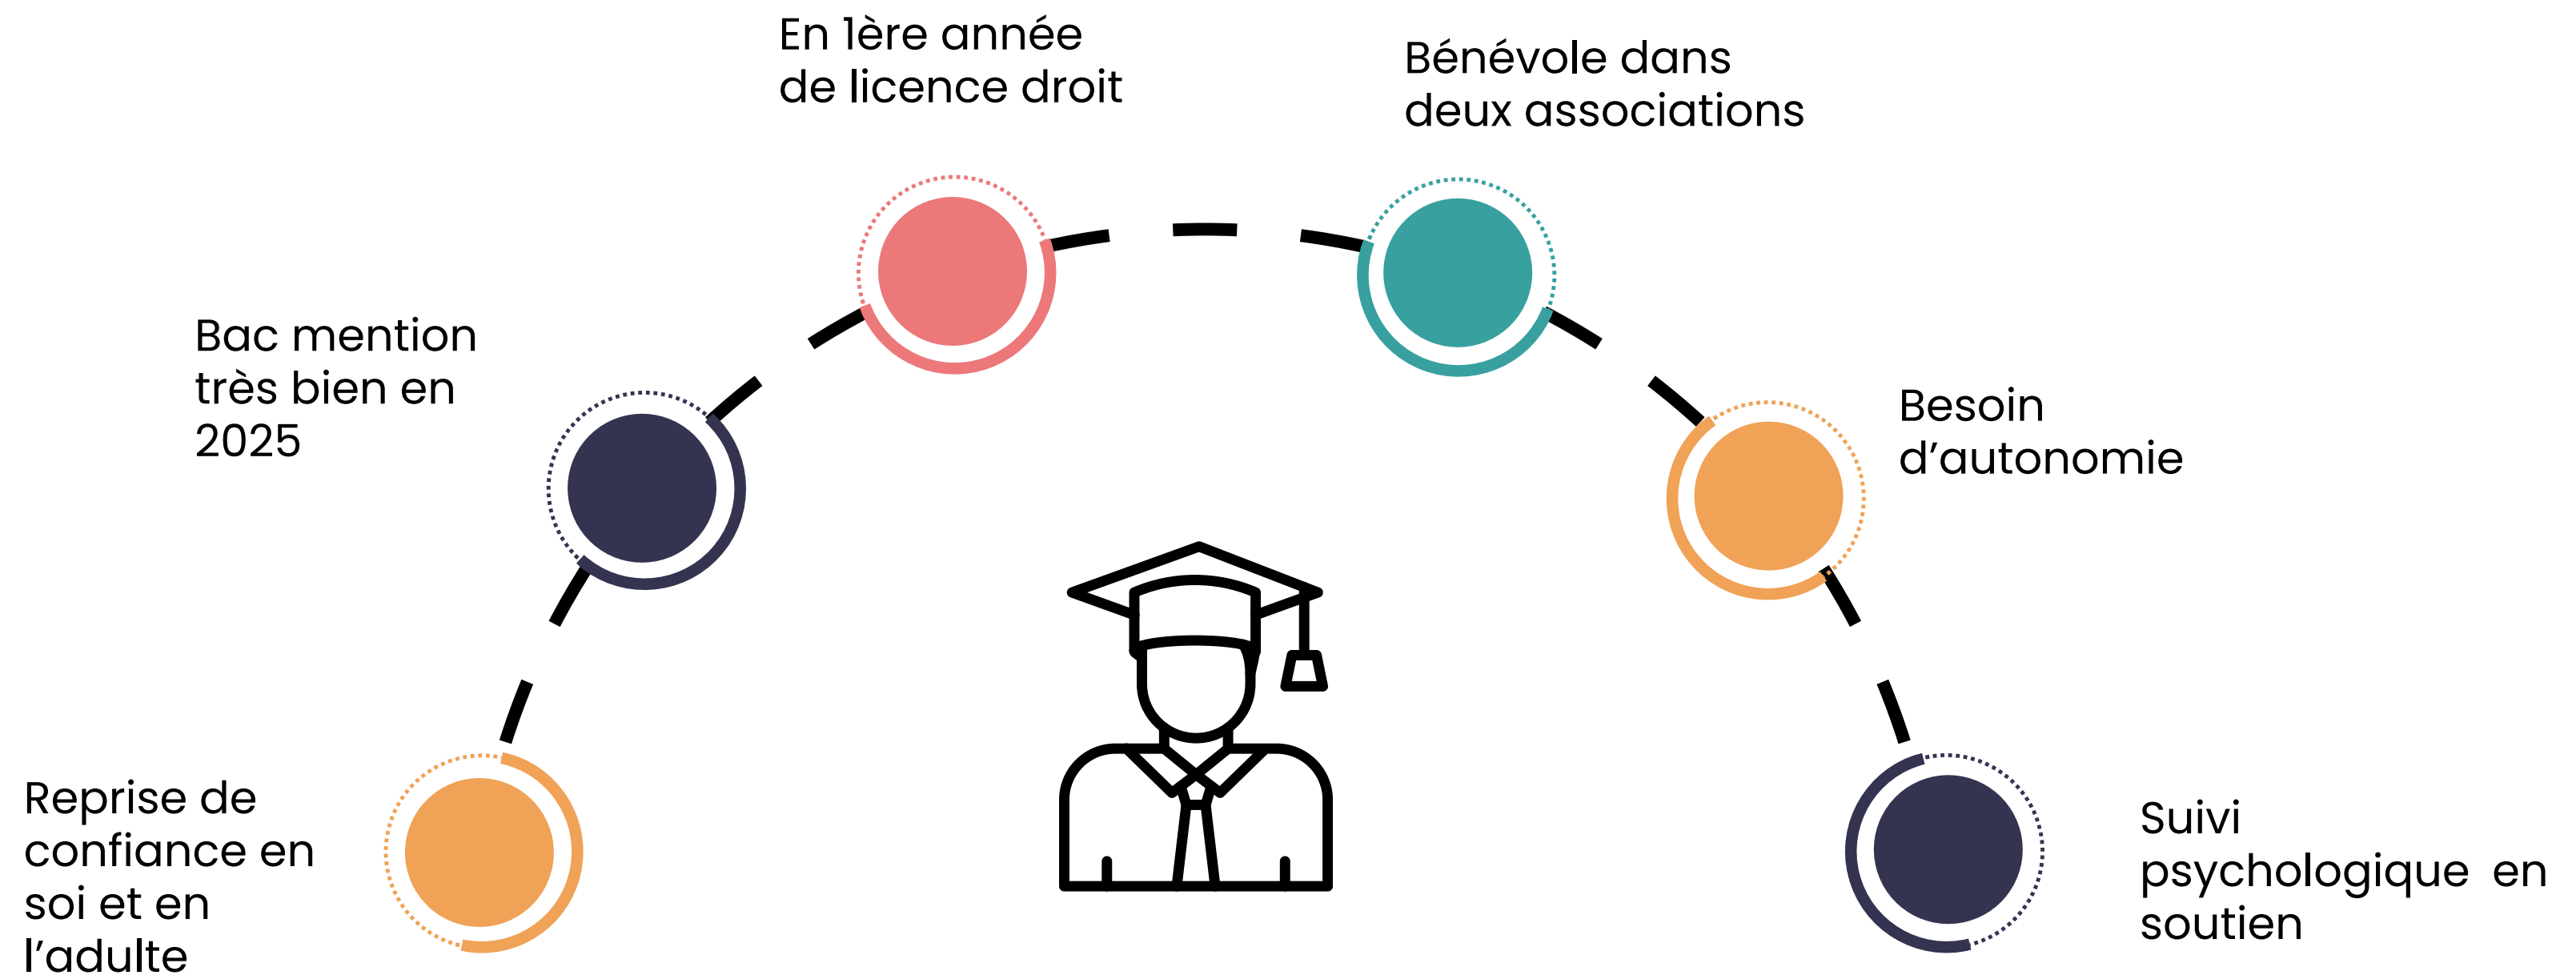 Reprise de
confiance en
soi et en
l’adulte
Bac mention
très bien en
2025
En 1ère année
de licence droit
Bénévole dans
deux associations
Besoin
d’autonomie
Suivi
psychologique en
soutien